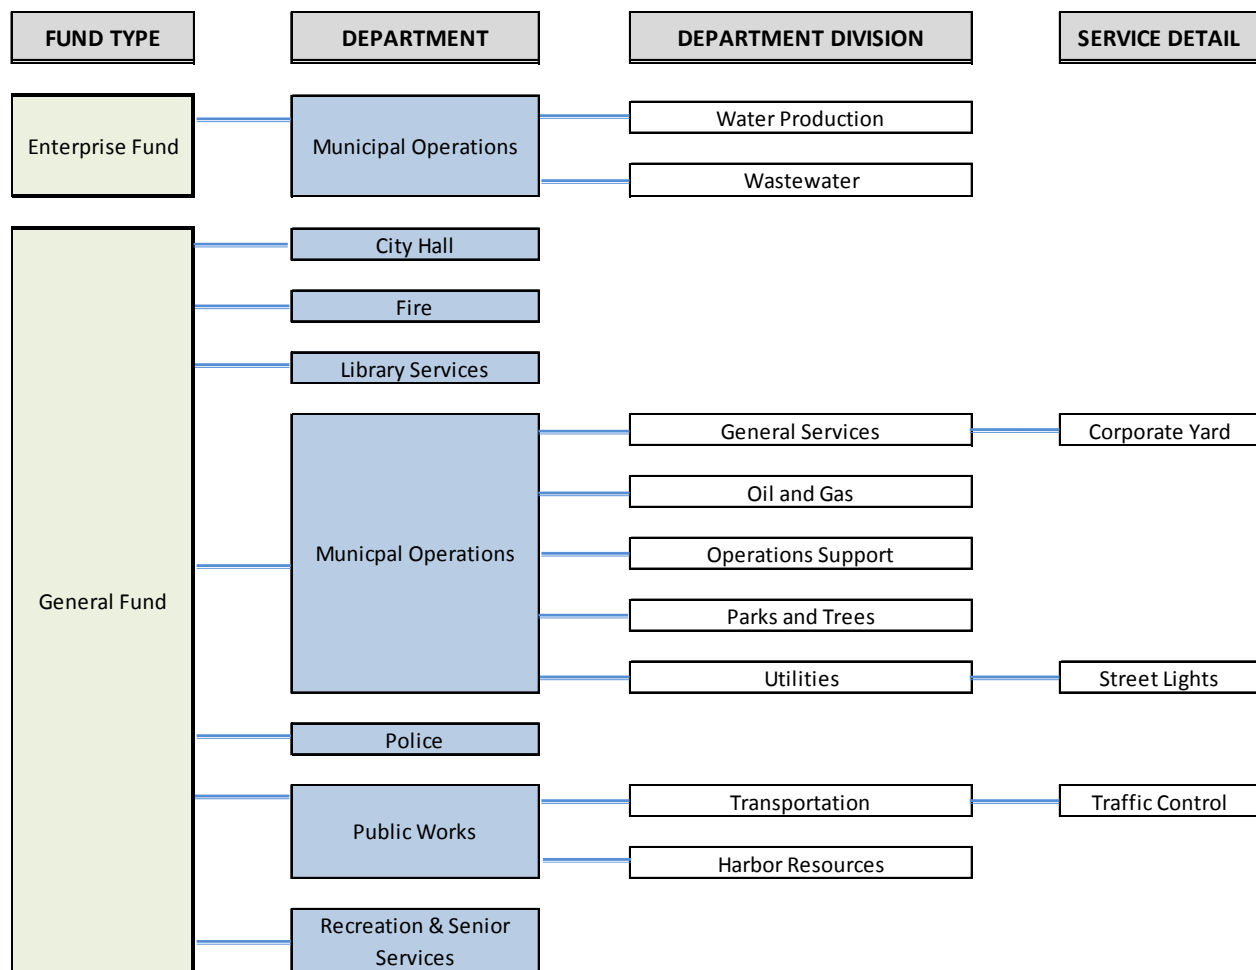 FUND TYPE DEPARTMENT DEPARTMENT DIVISION SERVICE DETAIL
Enterprise Fund Municipal Operations Water Production
Wastewater
City Hall
Fire
Library Services
General Services Corporate Yard
Oil and Gas
Municpal Operations Operations Support
General Fund Parks and Trees
Utilities Street Lights
Police
Transportation Traffic Control
Public Works
Harbor Resources
Recreation & Senior
Services